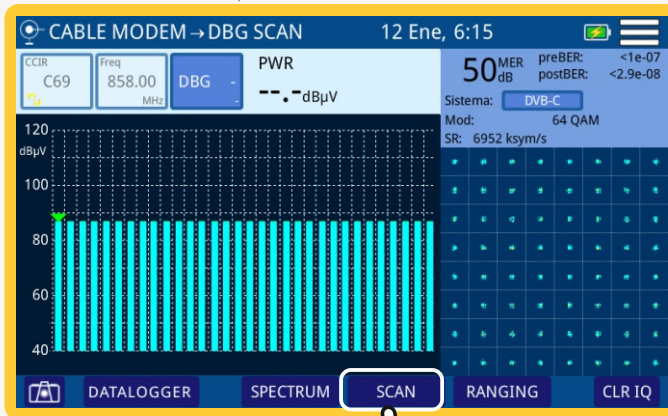 CABLE MODEM → DBG SCAN 12 Ene, 6:15
CCIR
C69
Freq
858.00
MHz
DBG -
-
PWR
--.-dBµV
50 MER dB
preBER: <1e-07
postBER: <2.9e-08
Sistema: DVB-C
Mod: 64 QAM
SR: 6952 ksym/s
120
dBµV
100
80
60
40
DATALOGGER SPECTRUM SCAN RANGING CLR IQ